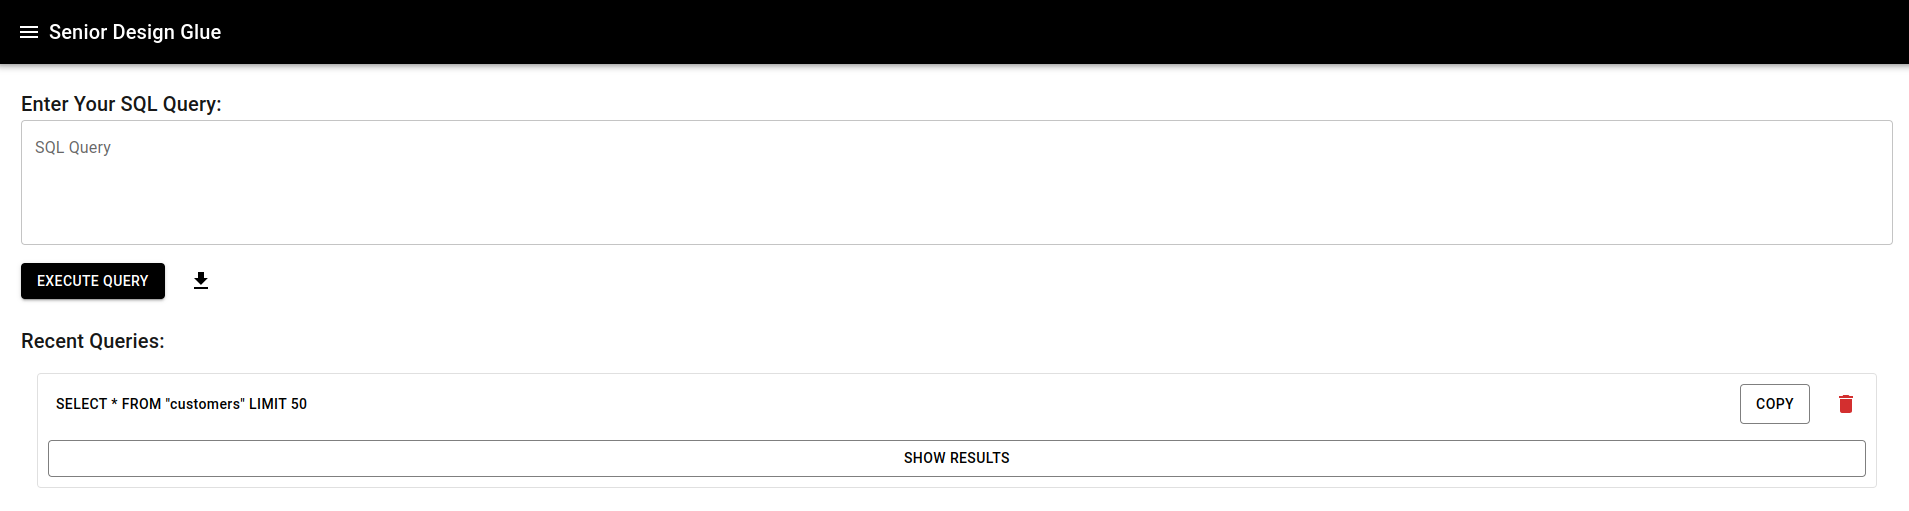 Senior Design Glue
Enter Your SQL Query:
SQL Query
EXECUTE QUERY
Recent Queries:
SELECT * FROM "customers" LIMIT 50
COPY
SHOW RESULTS